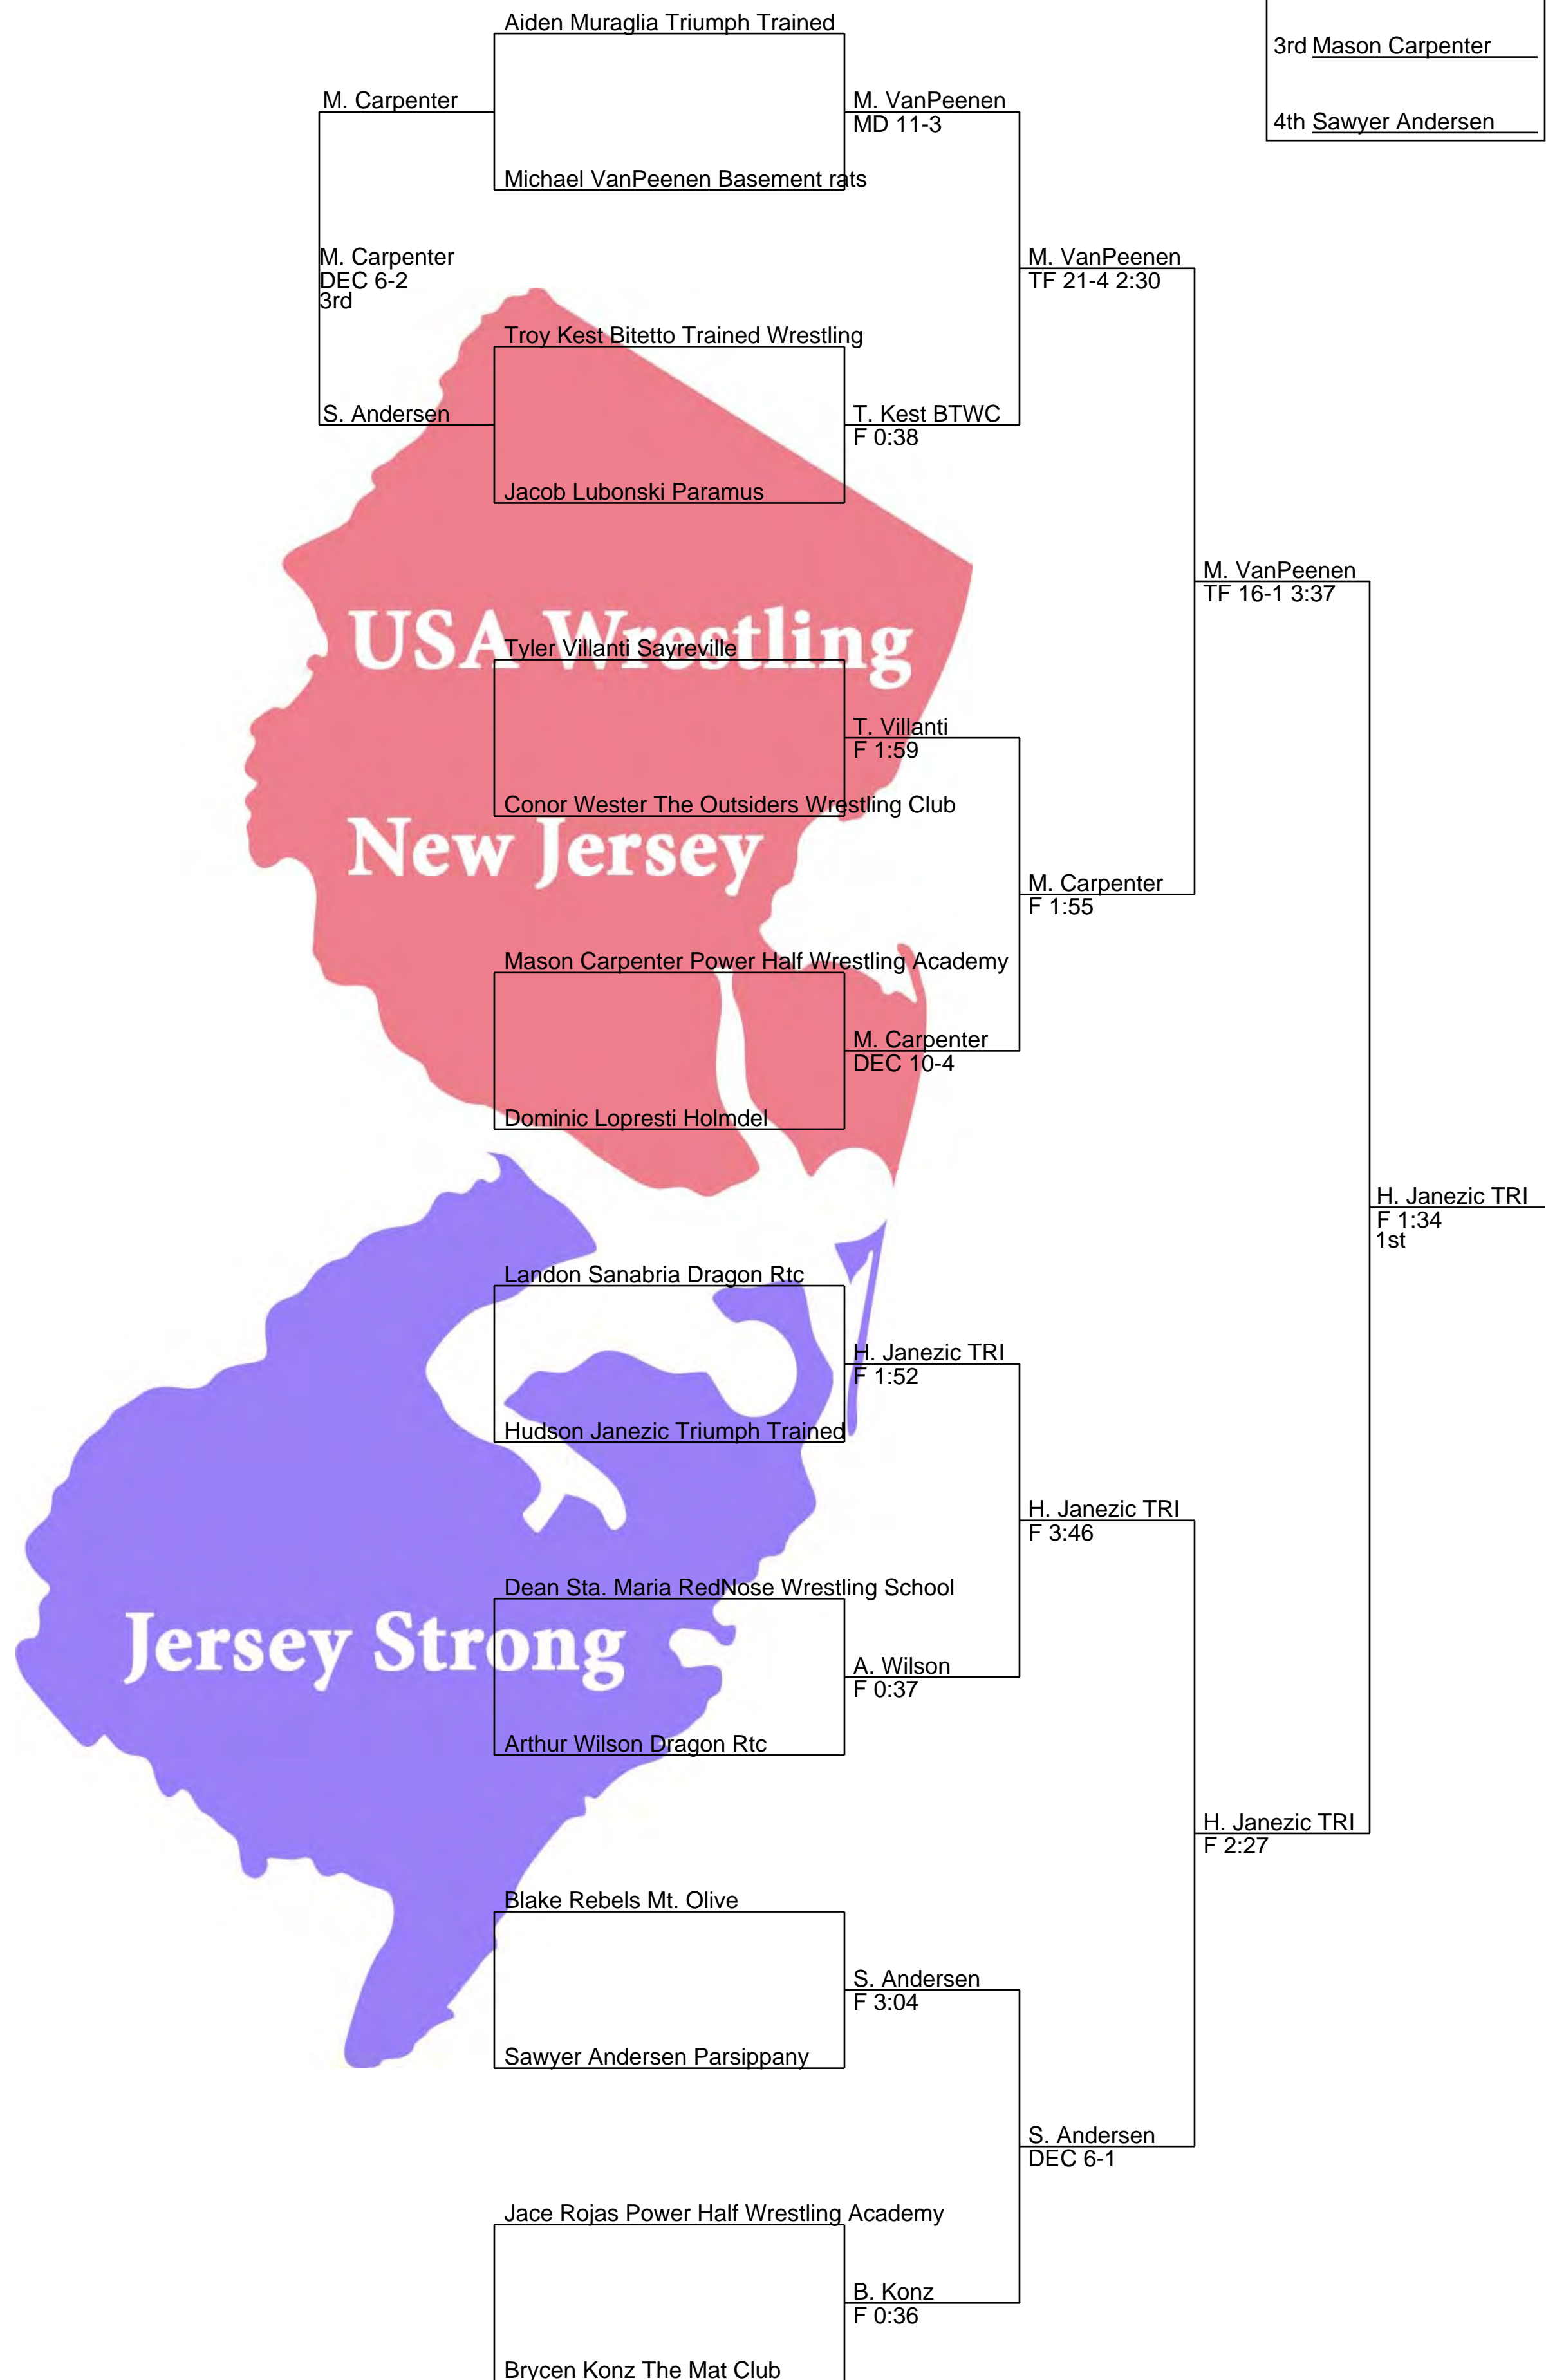 Aiden Muraglia Triumph Trained
3rd Mason Carpenter
M. Carpenter
M. VanPeenen
MD 11-3
4th Sawyer Andersen
Michael VanPeenen Basement rats
M. Carpenter
DEC 6-2
3rd
M. VanPeenen
TF 21-4 2:30
Troy Kest Bitetto Trained Wrestling
S. Andersen
T. Kest BTWC
F 0:38
Jacob Lubonski Paramus
M. VanPeenen
TF 16-1 3:37
USA Wrestling
Tyler Villanti Sayreville
T. Villanti
F 1:59
Conor Wester The Outsiders Wrestling Club
New Jersey
M. Carpenter
F 1:55
Mason Carpenter Power Half Wrestling Academy
M. Carpenter
DEC 10-4
Dominic Lopresti Holmdel
H. Janezic TRI
F 1:34
1st
Landon Sanabria Dragon Rtc
H. Janezic TRI
F 1:52
Hudson Janezic Triumph Trained
H. Janezic TRI
F 3:46
Dean Sta. Maria RedNose Wrestling School
Jersey Strong
A. Wilson
F 0:37
Arthur Wilson Dragon Rtc
H. Janezic TRI
F 2:27
Blake Rebels Mt. Olive
S. Andersen
F 3:04
Sawyer Andersen Parsippany
S. Andersen
DEC 6-1
Jace Rojas Power Half Wrestling Academy
B. Konz
F 0:36
Brycen Konz The Mat Club